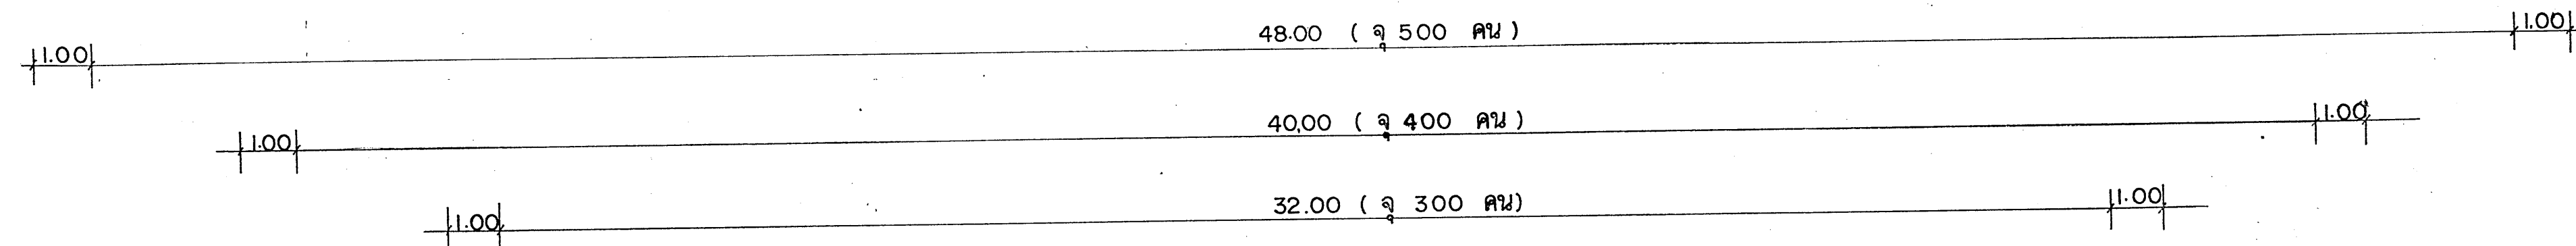 1.00 48.00 ( จุ 500 คน ) 1.00
1.00 40.00 ( จุ 400 คน ) 1.00
1.00 32.00 ( จุ 300 คน) 1.00